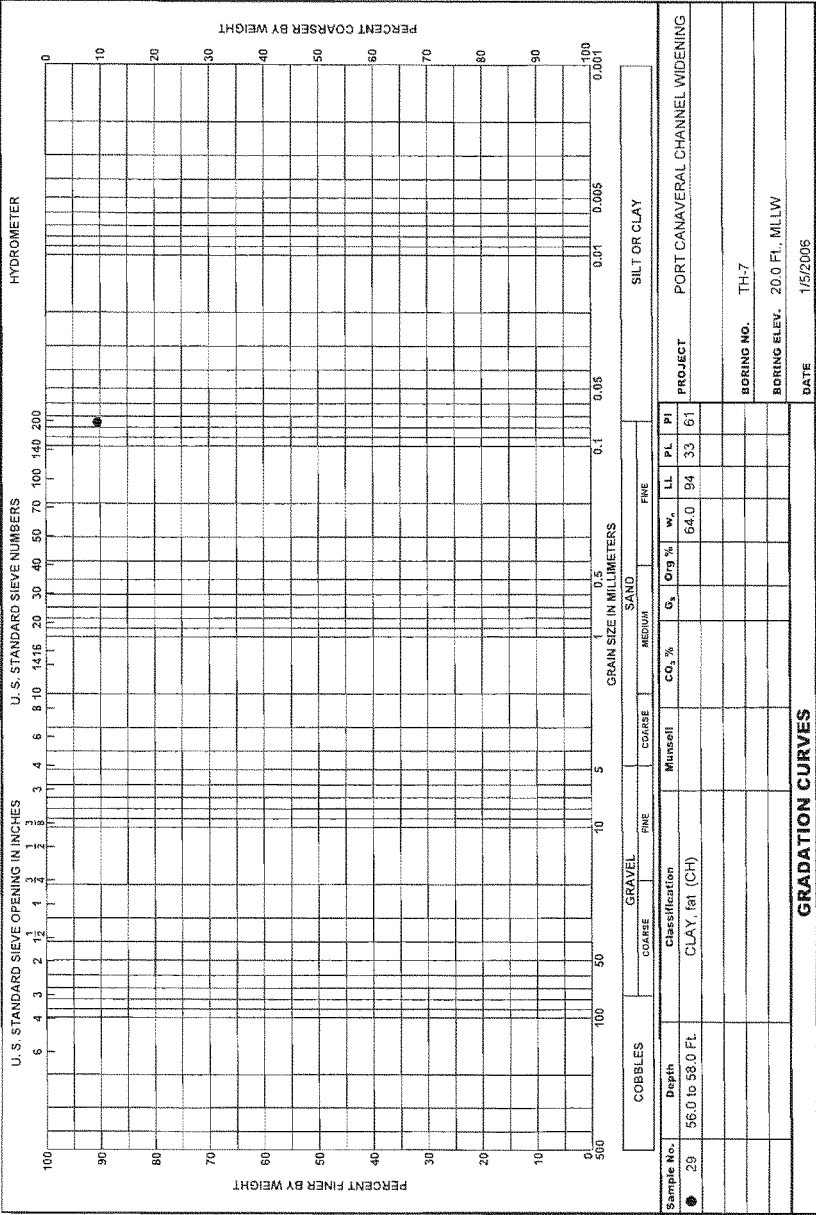 U. S. STANDARD SIEVE OPENING IN INCHES U. S. STANDARD SIEVE NUMBERS HYDROMETER
6 4 3 2 1 1/2 1 3/4 1/2 3/8 3 4 6 8 10 14 16 20 30 40 50 70 100 140 200
PERCENT FINER BY WEIGHT
100
90
80
70
60
50
40
30
20
10
0
PERCENT COARSER BY WEIGHT
0
10
20
30
40
50
60
70
80
90
100
500 100 50 10 5 1 0.5 0.1 0.05 0.01 0.005 0.001
GRAIN SIZE IN MILLIMETERS
COBBLES GRAVEL SAND SILT OR CLAY
COARSE FINE COARSE MEDIUM FINE
Sample No. Depth Classification Munsell CO₃ % Gs Org % Wn LL PL PI
● 29 56.0 to 58.0 Ft. CLAY, fat (CH) 64.0 94 33 61
PROJECT PORT CANAVERAL CHANNEL WIDENING
BORING NO. TH-7
BORING ELEV. 20.0 Ft., MLLW
DATE 1/5/2006
GRADATION CURVES